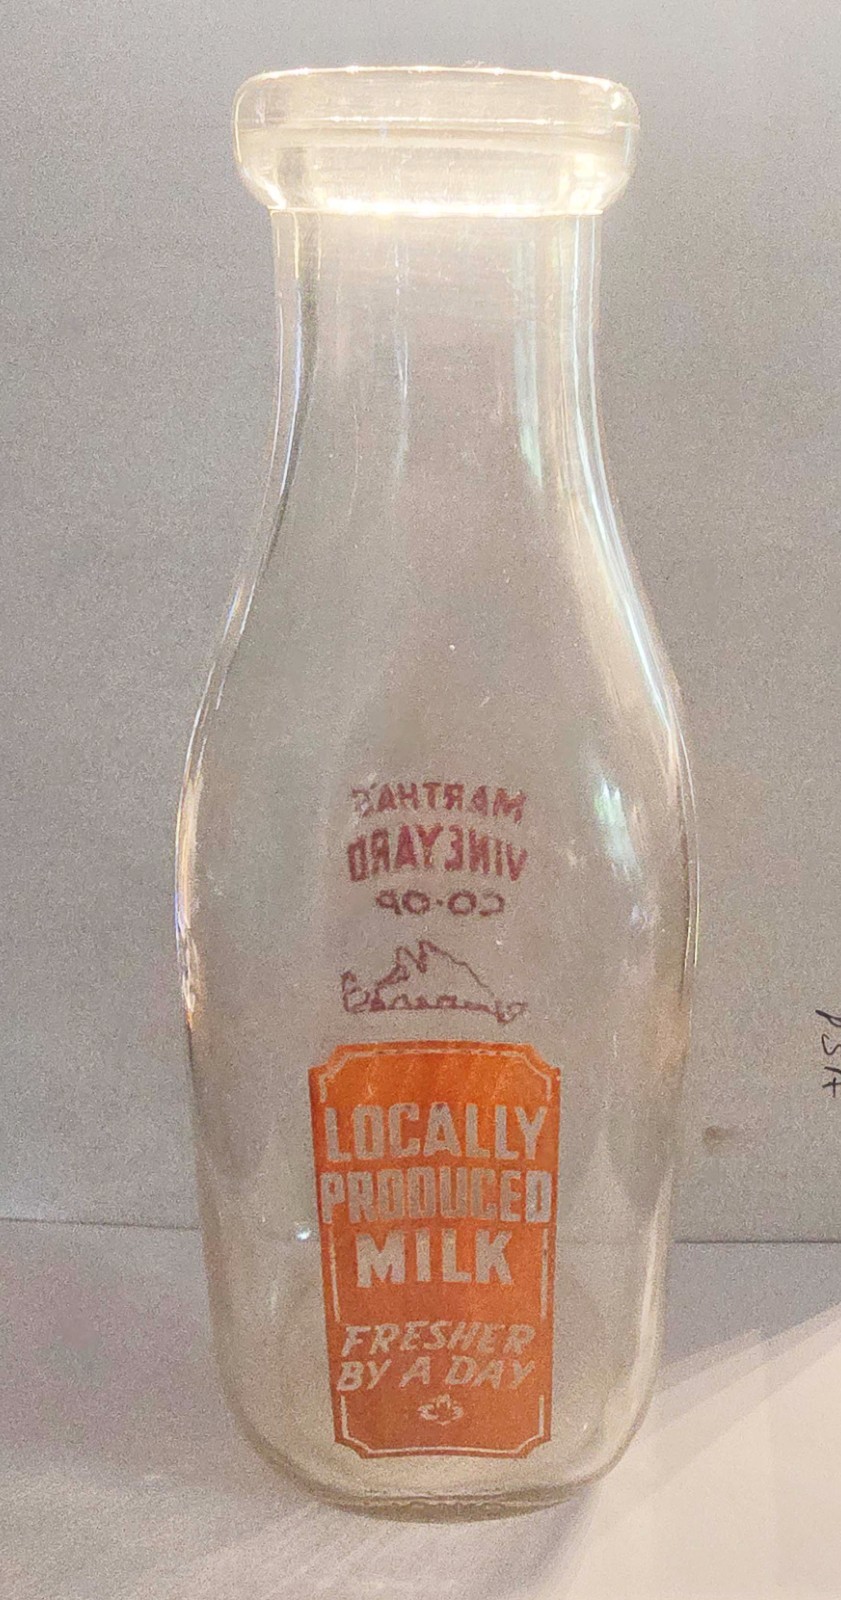 MARTHA'S
VINEYARD
CO-OP
LOCALLY
PRODUCED
MILK
FRESHER
BY A DAY